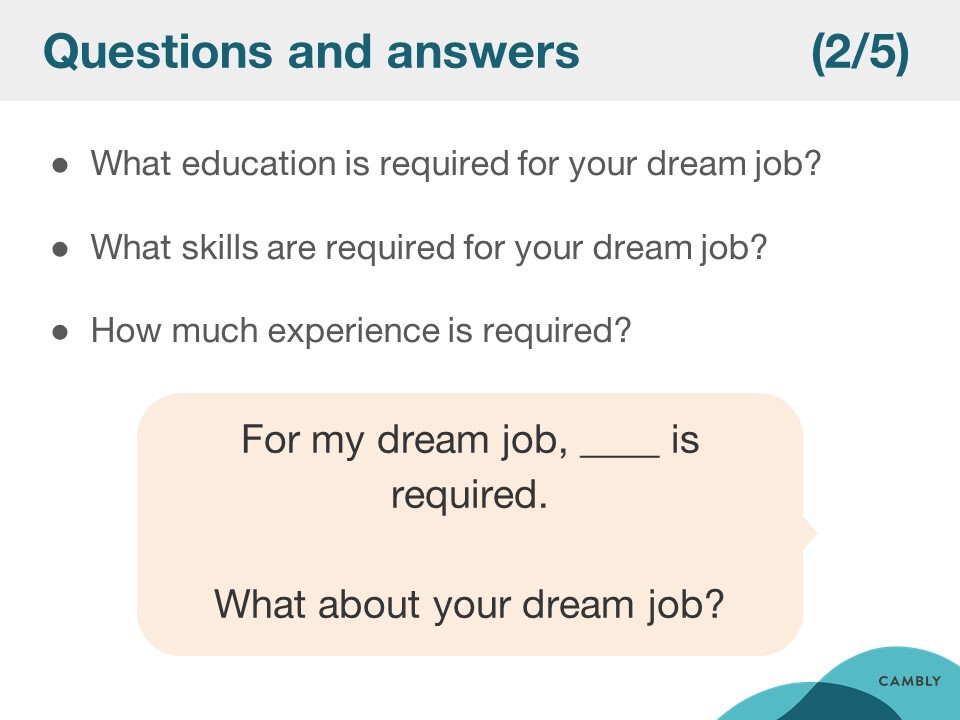 Questions and answers (2/5)
● What education is required for your dream job?
● What skills are required for your dream job?
● How much experience is required?
For my dream job, ____ is
required.
What about your dream job?
CAMBLY